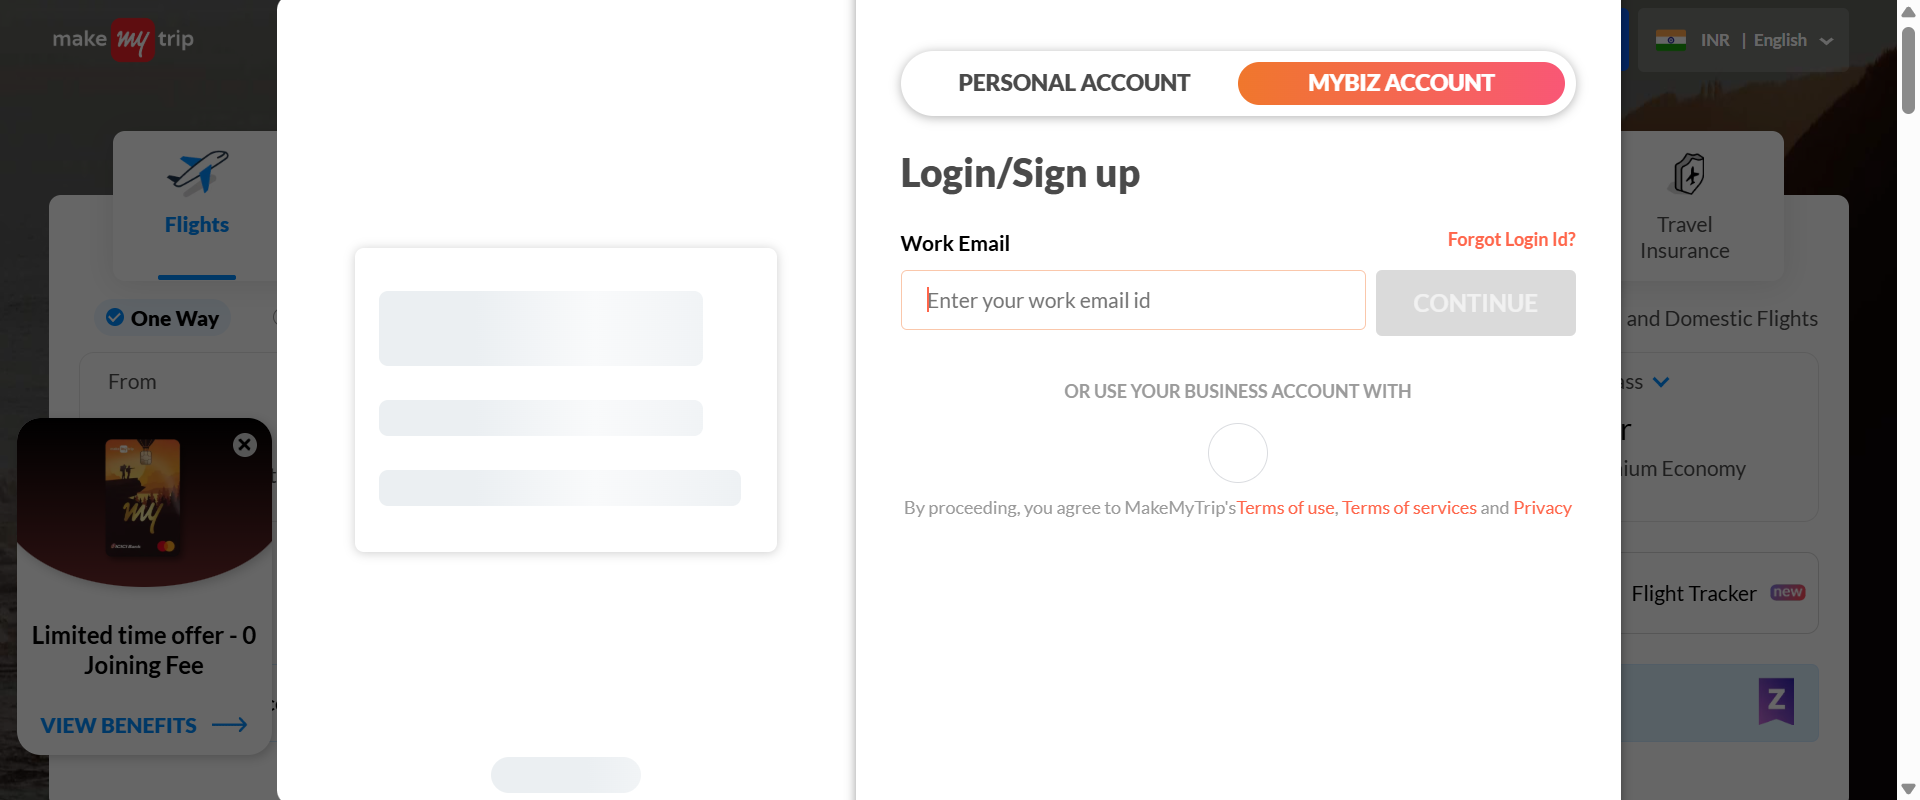 make my trip
INR | English
PERSONAL ACCOUNT
MYBIZ ACCOUNT
Login/Sign up
Work Email
Forgot Login Id?
Enter your work email id
CONTINUE
OR USE YOUR BUSINESS ACCOUNT WITH
By proceeding, you agree to MakeMyTrip'sTerms of use, Terms of services and Privacy
Flights
Travel
Insurance
One Way
and Domestic Flights
From
Economy
my
Flight Tracker new
Limited time offer - 0
Joining Fee
VIEW BENEFITS
Z